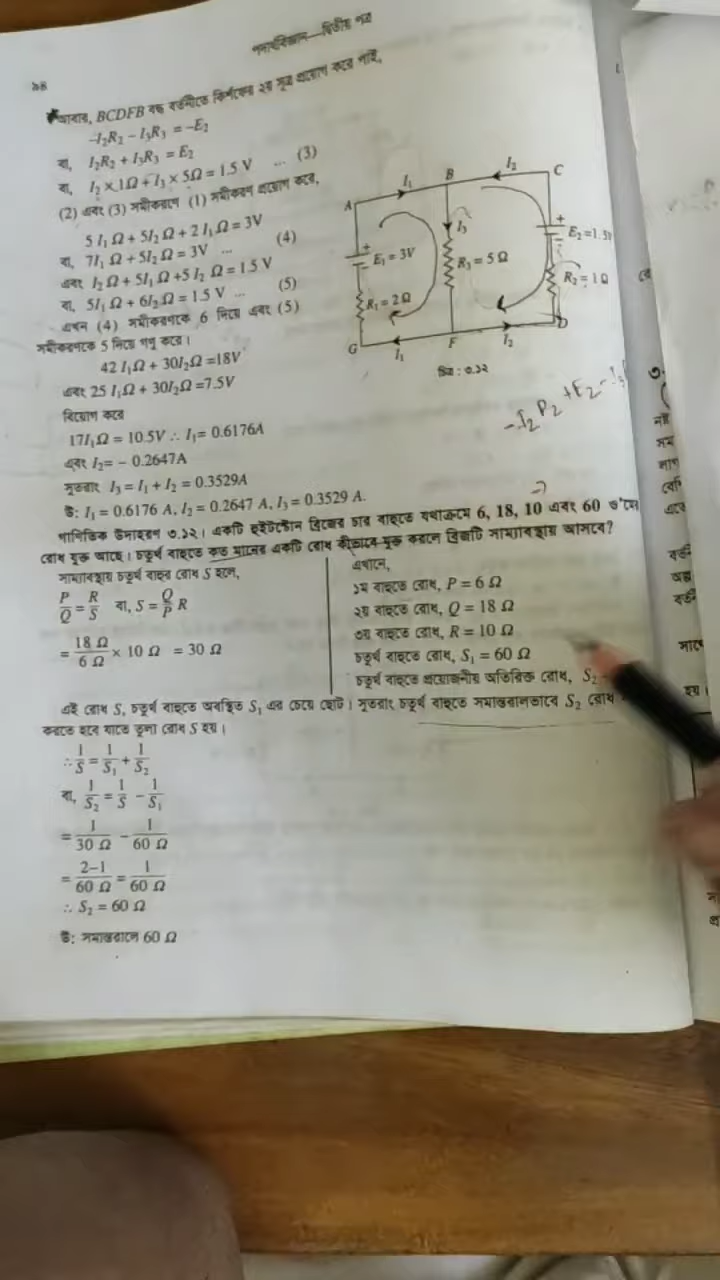 ৯৪
পদার্থবিজ্ঞান—দ্বিতীয় পত্র
আবার, BCDFB বদ্ধ বর্তনীতে কির্শফের ২য় সূত্র প্রয়োগ করে পাই,
-I₂R₂ - I₃R₃ = -E₂
বা, I₂R₂ + I₃R₃ = E₂
বা, I₂ × 1Ω + I₃ × 5Ω = 1.5 V ... (3)
(2) এবং (3) সমীকরণে (1) সমীকরণ প্রয়োগ করে,
5 I₁ Ω + 5I₂ Ω + 2 I₁ Ω = 3V
বা, 7I₁ Ω + 5I₂ Ω = 3V ... (4)
এবং I₂ Ω + 5I₁ Ω +5 I₂ Ω = 1.5 V
বা, 5I₁ Ω + 6I₂ Ω = 1.5 V ... (5)
এখন (4) সমীকরণকে 6 দিয়ে এবং (5)
সমীকরণকে 5 দিয়ে গুণ করে।
42 I₁Ω + 30I₂Ω =18V
এবং 25 I₁Ω + 30I₂Ω =7.5V
বিয়োগ করে
17I₁Ω = 10.5V ∴ I₁= 0.6176A
এবং I₂= – 0.2647A
সুতরাং I₃ = I₁ + I₂ = 0.3529A
উ: I₁ = 0.6176 A, I₂ = 0.2647 A, I₃ = 0.3529 A.
A
I₁
B
I₂
C
I₃
E₁ = 3V
R₃ = 5 Ω
E₂ = 1.5
R₁ = 2Ω
R₂ = 1Ω
G
I₁
F
I₂
D
চিত্র : ৩.১২
-I₂ R₂ + E₂ - I₃
গাণিতিক উদাহরণ ৩.১২। একটি হুইটস্টোন ব্রিজের চার বাহুতে যথাক্রমে 6, 18, 10 এবং 60 ও'মের
রোধ যুক্ত আছে। চতুর্থ বাহুতে কত মানের একটি রোধ কীভাবে যুক্ত করলে ব্রিজটি সাম্যাবস্থায় আসবে?
সাম্যাবস্থায় চতুর্থ বাহুর রোধ S হলে,
P/Q = R/S বা, S = Q/P R
= 18 Ω/6 Ω × 10 Ω = 30 Ω
এখানে,
১ম বাহুতে রোধ, P = 6 Ω
২য় বাহুতে রোধ, Q = 18 Ω
৩য় বাহুতে রোধ, R = 10 Ω
চতুর্থ বাহুতে রোধ, S₁ = 60 Ω
চতুর্থ বাহুতে প্রয়োজনীয় অতিরিক্ত রোধ, S₂
এই রোধ S, চতুর্থ বাহুতে অবস্থিত S₁ এর চেয়ে ছোট। সুতরাং চতুর্থ বাহুতে সমান্তরালভাবে S₂ রোধ
করতে হবে যাতে তুল্য রোধ S হয়।
∴ 1/S = 1/S₁ + 1/S₂
বা, 1/S₂ = 1/S – 1/S₁
= 1/30 Ω – 1/60 Ω
= 2–1/60 Ω = 1/60 Ω
∴ S₂ = 60 Ω
উ: সমান্তরালে 60 Ω